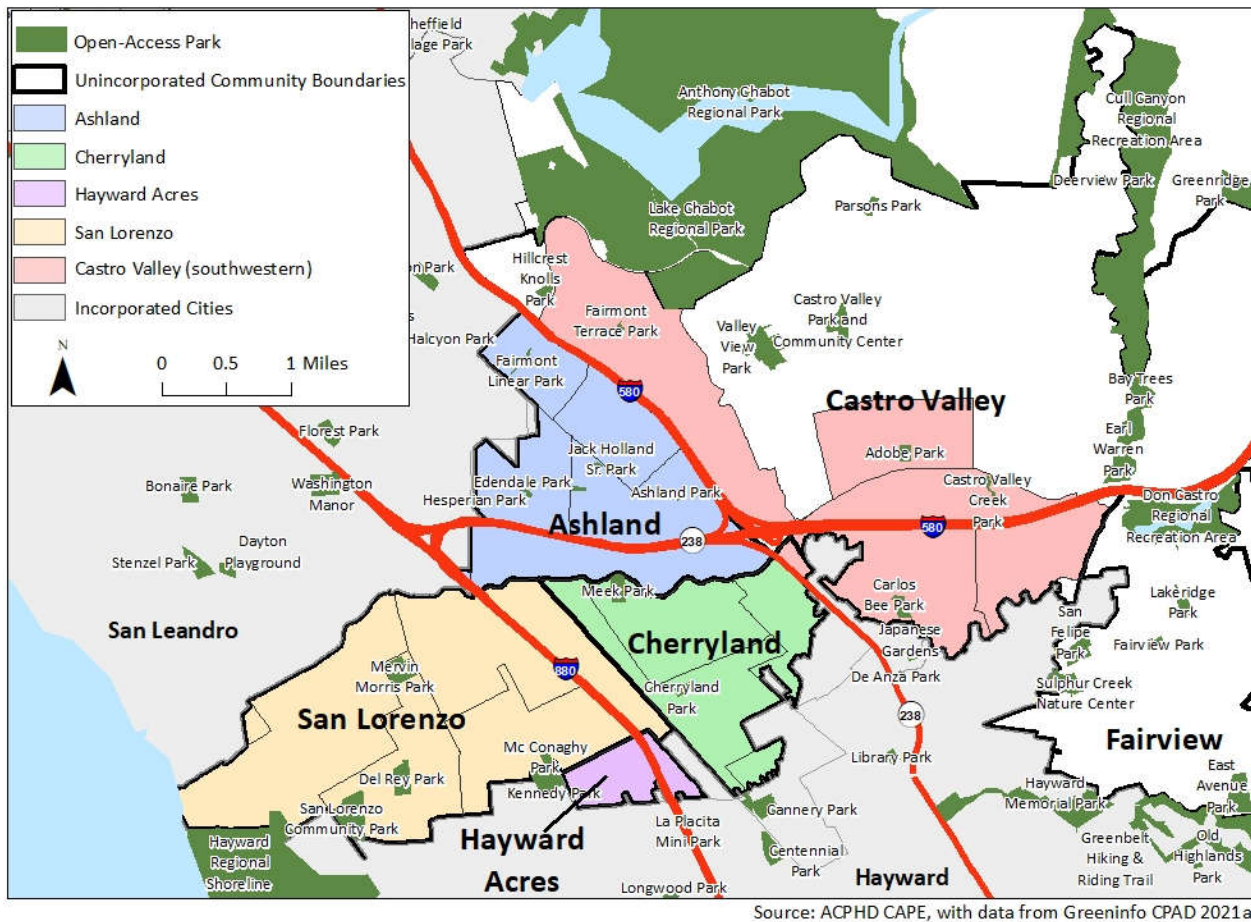 Open-Access Park
Unincorporated Community Boundaries
Ashland
Cherryland
Hayward Acres
San Lorenzo
Castro Valley (southwestern)
Incorporated Cities
N
0 0.5 1 Miles
heffield
lage Park
Anthony Chabot
Regional Park
Cull Canyon
Regional
Recreation Area
Deerview Park
Greenridge
Park
Parsons Park
Lake Chabot
Regional Park
on Park
Hillcrest
Knolls
Park
Fairmont
Terrace Park
Castro Valley
Park and
Community Center
Valley
View
Park
Halcyon Park
Fairmont
Linear Park
580
Castro Valley
Bay Trees
Park
Florest Park
Jack Holland
Sr. Park
Adobe Park
Earl
Warren
Park
Bonaire Park
Washington
Manor
Hesperian Park
Edendale Park
Ashland Park
Castro Valley
Creek
Park
Don Castro
Regional
Recreation Area
Ashland
238
580
Stenzel Park
Dayton
Playground
Meek Park
Carlos
Bee Park
Lakeridge
Park
San
Felipe
Park
Fairview Park
San Leandro
Cherryland
Japanese
Gardens
De Anza Park
Mervin
Morris Park
880
Cherryland
Park
Sulphur Creek
Nature Center
238
San Lorenzo
Fairview
Mc Conaghy
Park
Kennedy Park
Library Park
Del Rey Park
Hayward
Memorial Park
East
Avenue
Park
San Lorenzo
Community Park
La Placita
Mini Park
Cannery Park
Hayward
Regional
Shoreline
Hayward
Acres
Centennial
Park
Greenbelt
Hiking &
Riding Trail
Old
Highlands
Park
Longwood Park
Hayward
Source: ACPHD CAPE, with data from Greeninfo CPAD 2021a